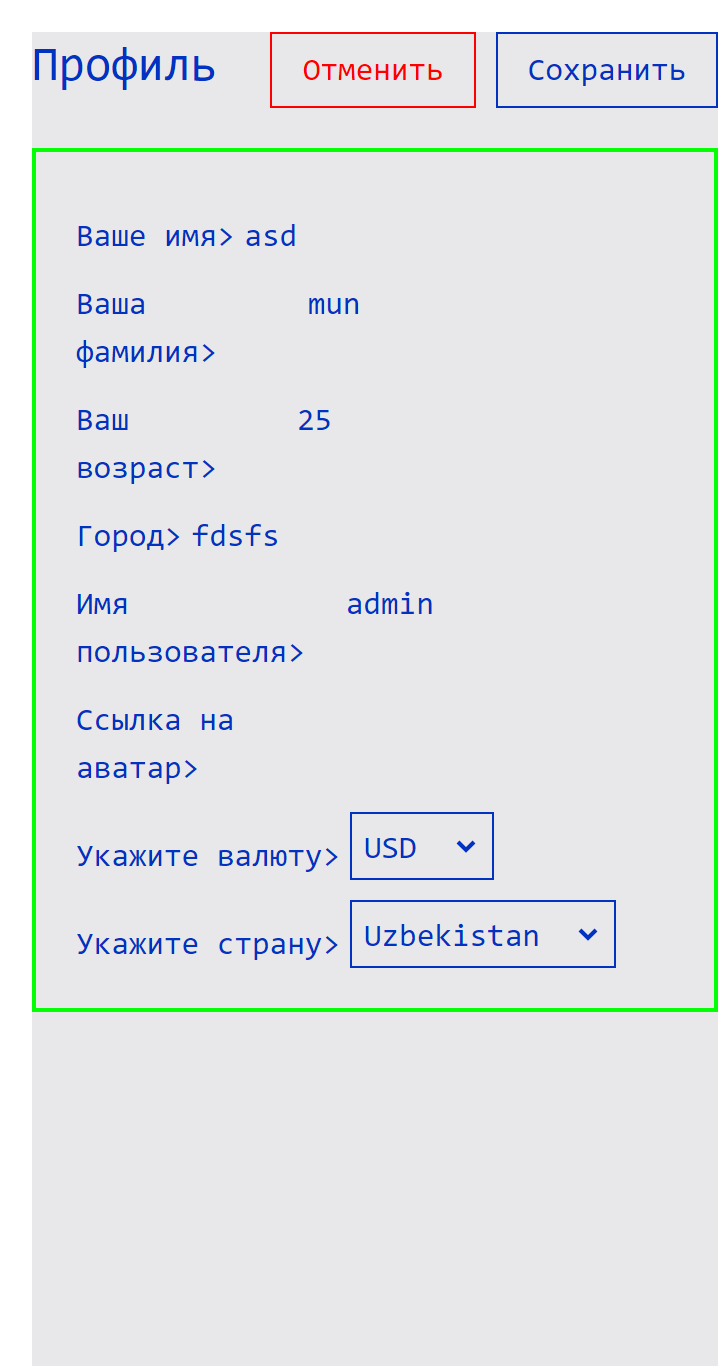 Профиль Отменить Сохранить
Ваше имя> asd
Ваша mun
фамилия>
Ваш 25
возраст>
Город> fdsfs
Имя admin
пользователя>
Ссылка на
аватар>
Укажите валюту> USD
Укажите страну> Uzbekistan